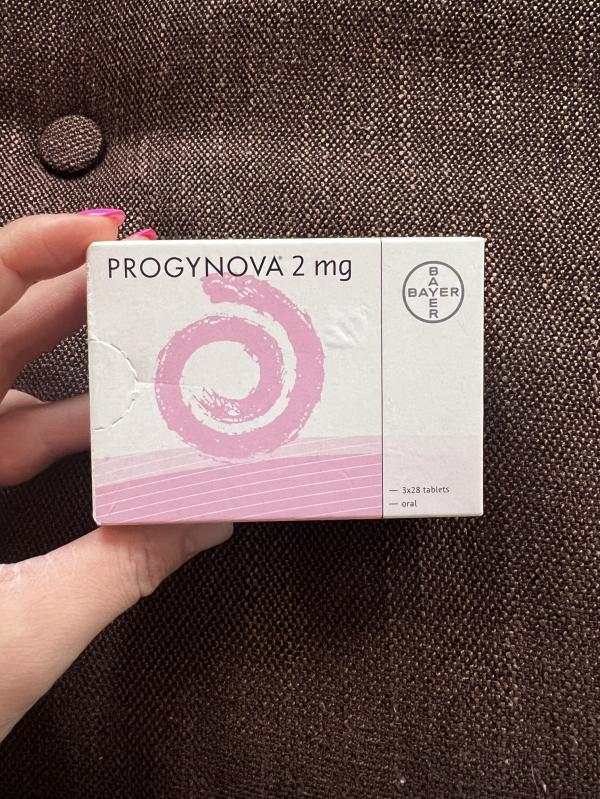 PROGYNOVA® 2 mg
BAYER
BAYER
— 3x28 tablets
— oral